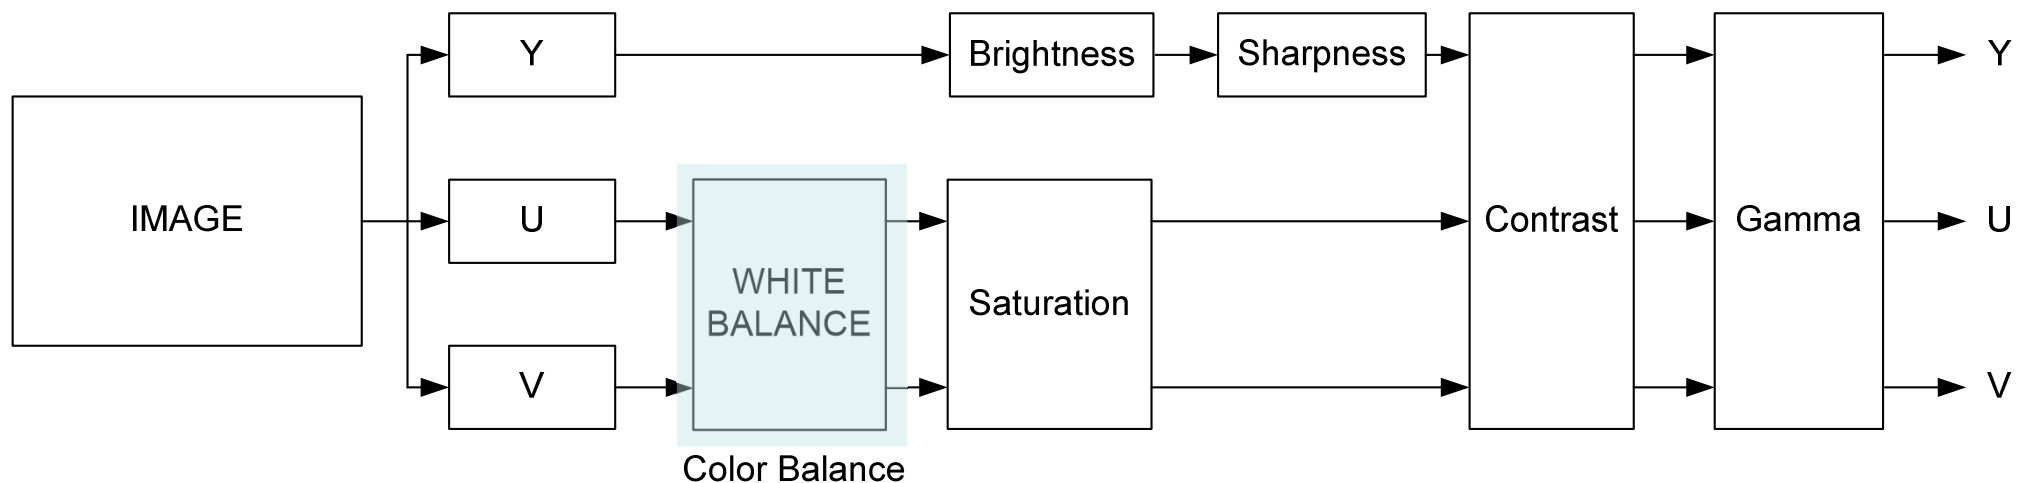 Y
Brightness
Sharpness
Y
IMAGE
U
WHITE
BALANCE
Saturation
Contrast
Gamma
U
V
V
Color Balance